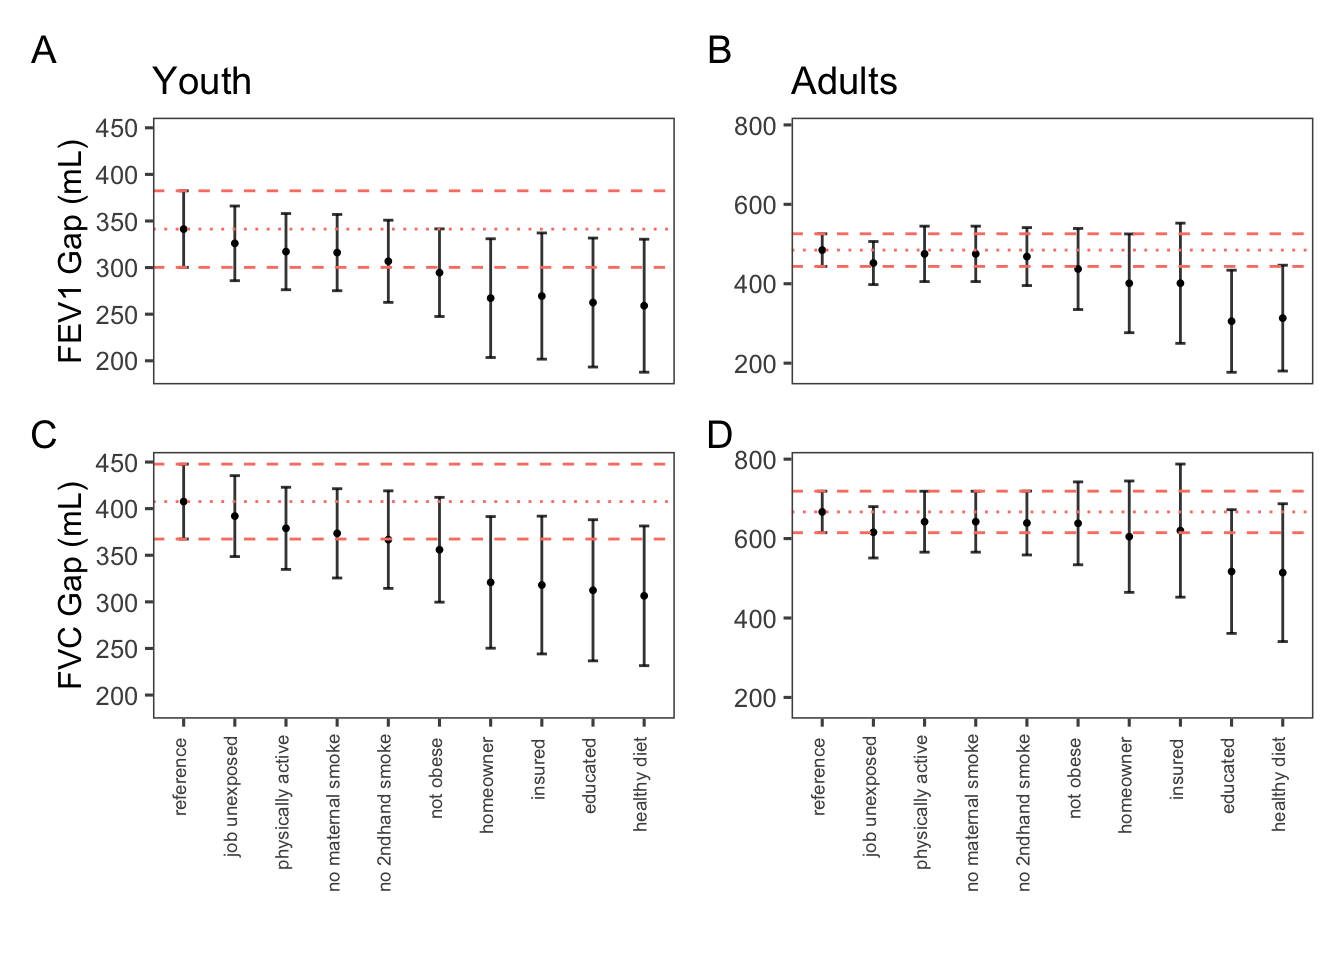 A
Youth
FEV1 Gap (mL)
450
400
350
300
250
200
B
Adults
800
600
400
200
C
FVC Gap (mL)
450
400
350
300
250
200
reference
job unexposed
physically active
no maternal smoke
no 2ndhand smoke
not obese
homeowner
insured
educated
healthy diet
D
800
600
400
200
reference
job unexposed
physically active
no maternal smoke
no 2ndhand smoke
not obese
homeowner
insured
educated
healthy diet